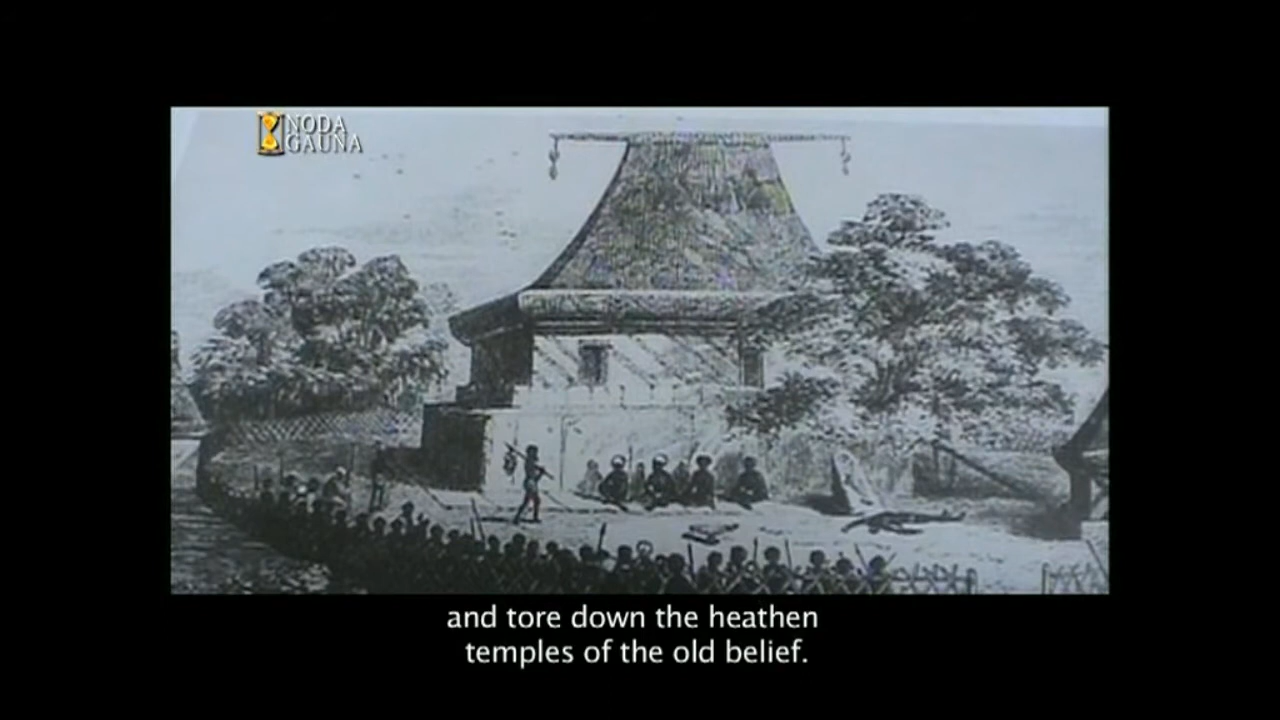 NODA
GAUNA
and tore down the heathen
temples of the old belief.